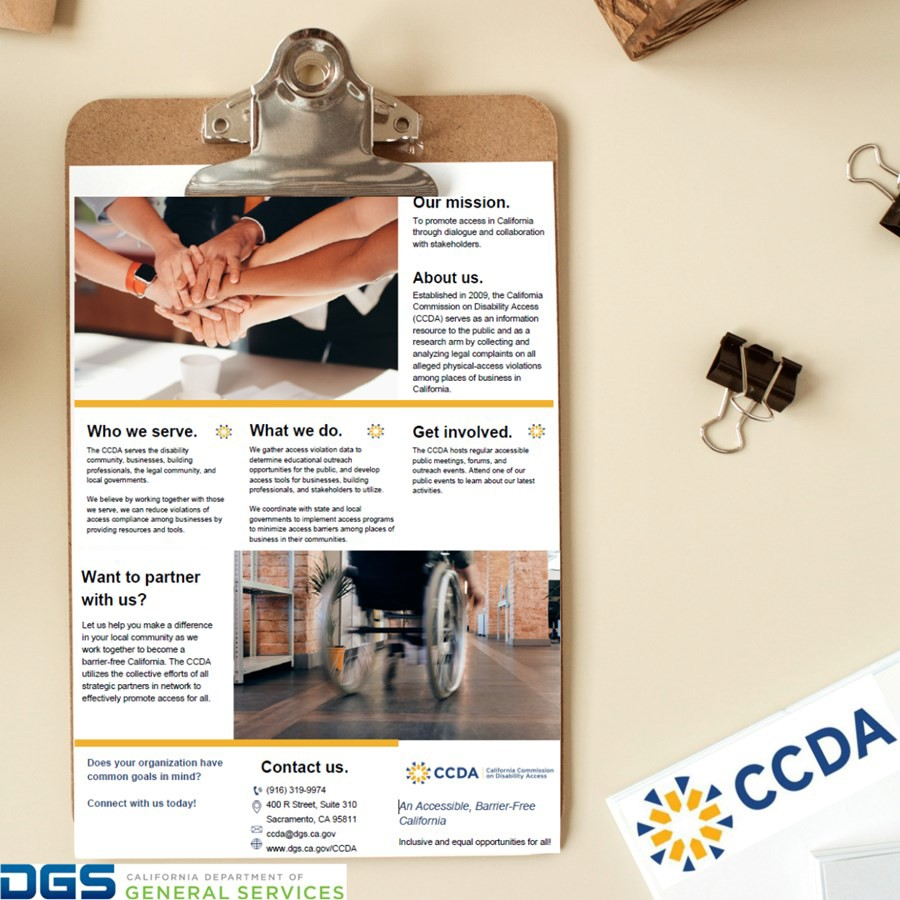 Our mission.
To promote access in California
through dialogue and collaboration
with stakeholders.
About us.
Established in 2009, the California
Commission on Disability Access
(CCDA) serves as an information
resource to the public and as a
research arm by collecting and
analyzing legal complaints on all
alleged physical-access violations
among places of business in
California.
Who we serve.
The CCDA serves the disability
community, businesses, building
professionals, the legal community, and
local governments.
We believe by working together with those
we serve, we can reduce violations of
access compliance among businesses by
providing resources and tools.
What we do.
We gather access violation data to
determine educational outreach
opportunities for the public, and develop
access tools for businesses, building
professionals, and stakeholders to utilize.
We coordinate with state and local
governments to implement access programs
to minimize access barriers among places of
business in their communities.
Get involved.
The CCDA hosts regular accessible
public meetings, forums, and
outreach events. Attend one of our
public events to learn about our latest
activities.
Want to partner
with us?
Let us help you make a difference
in your local community as we
work together to become a
barrier-free California. The CCDA
utilizes the collective efforts of all
strategic partners in network to
effectively promote access for all.
Does your organization have
common goals in mind?
Connect with us today!
Contact us.
(916) 319-9974
400 R Street, Suite 310
Sacramento, CA 95811
ccda@dgs.ca.gov
www.dgs.ca.gov/CCDA
CCDA California Commission
on Disability Access
An Accessible, Barrier-Free
California
Inclusive and equal opportunities for all!
CCDA
DGS CALIFORNIA DEPARTMENT OF
GENERAL SERVICES